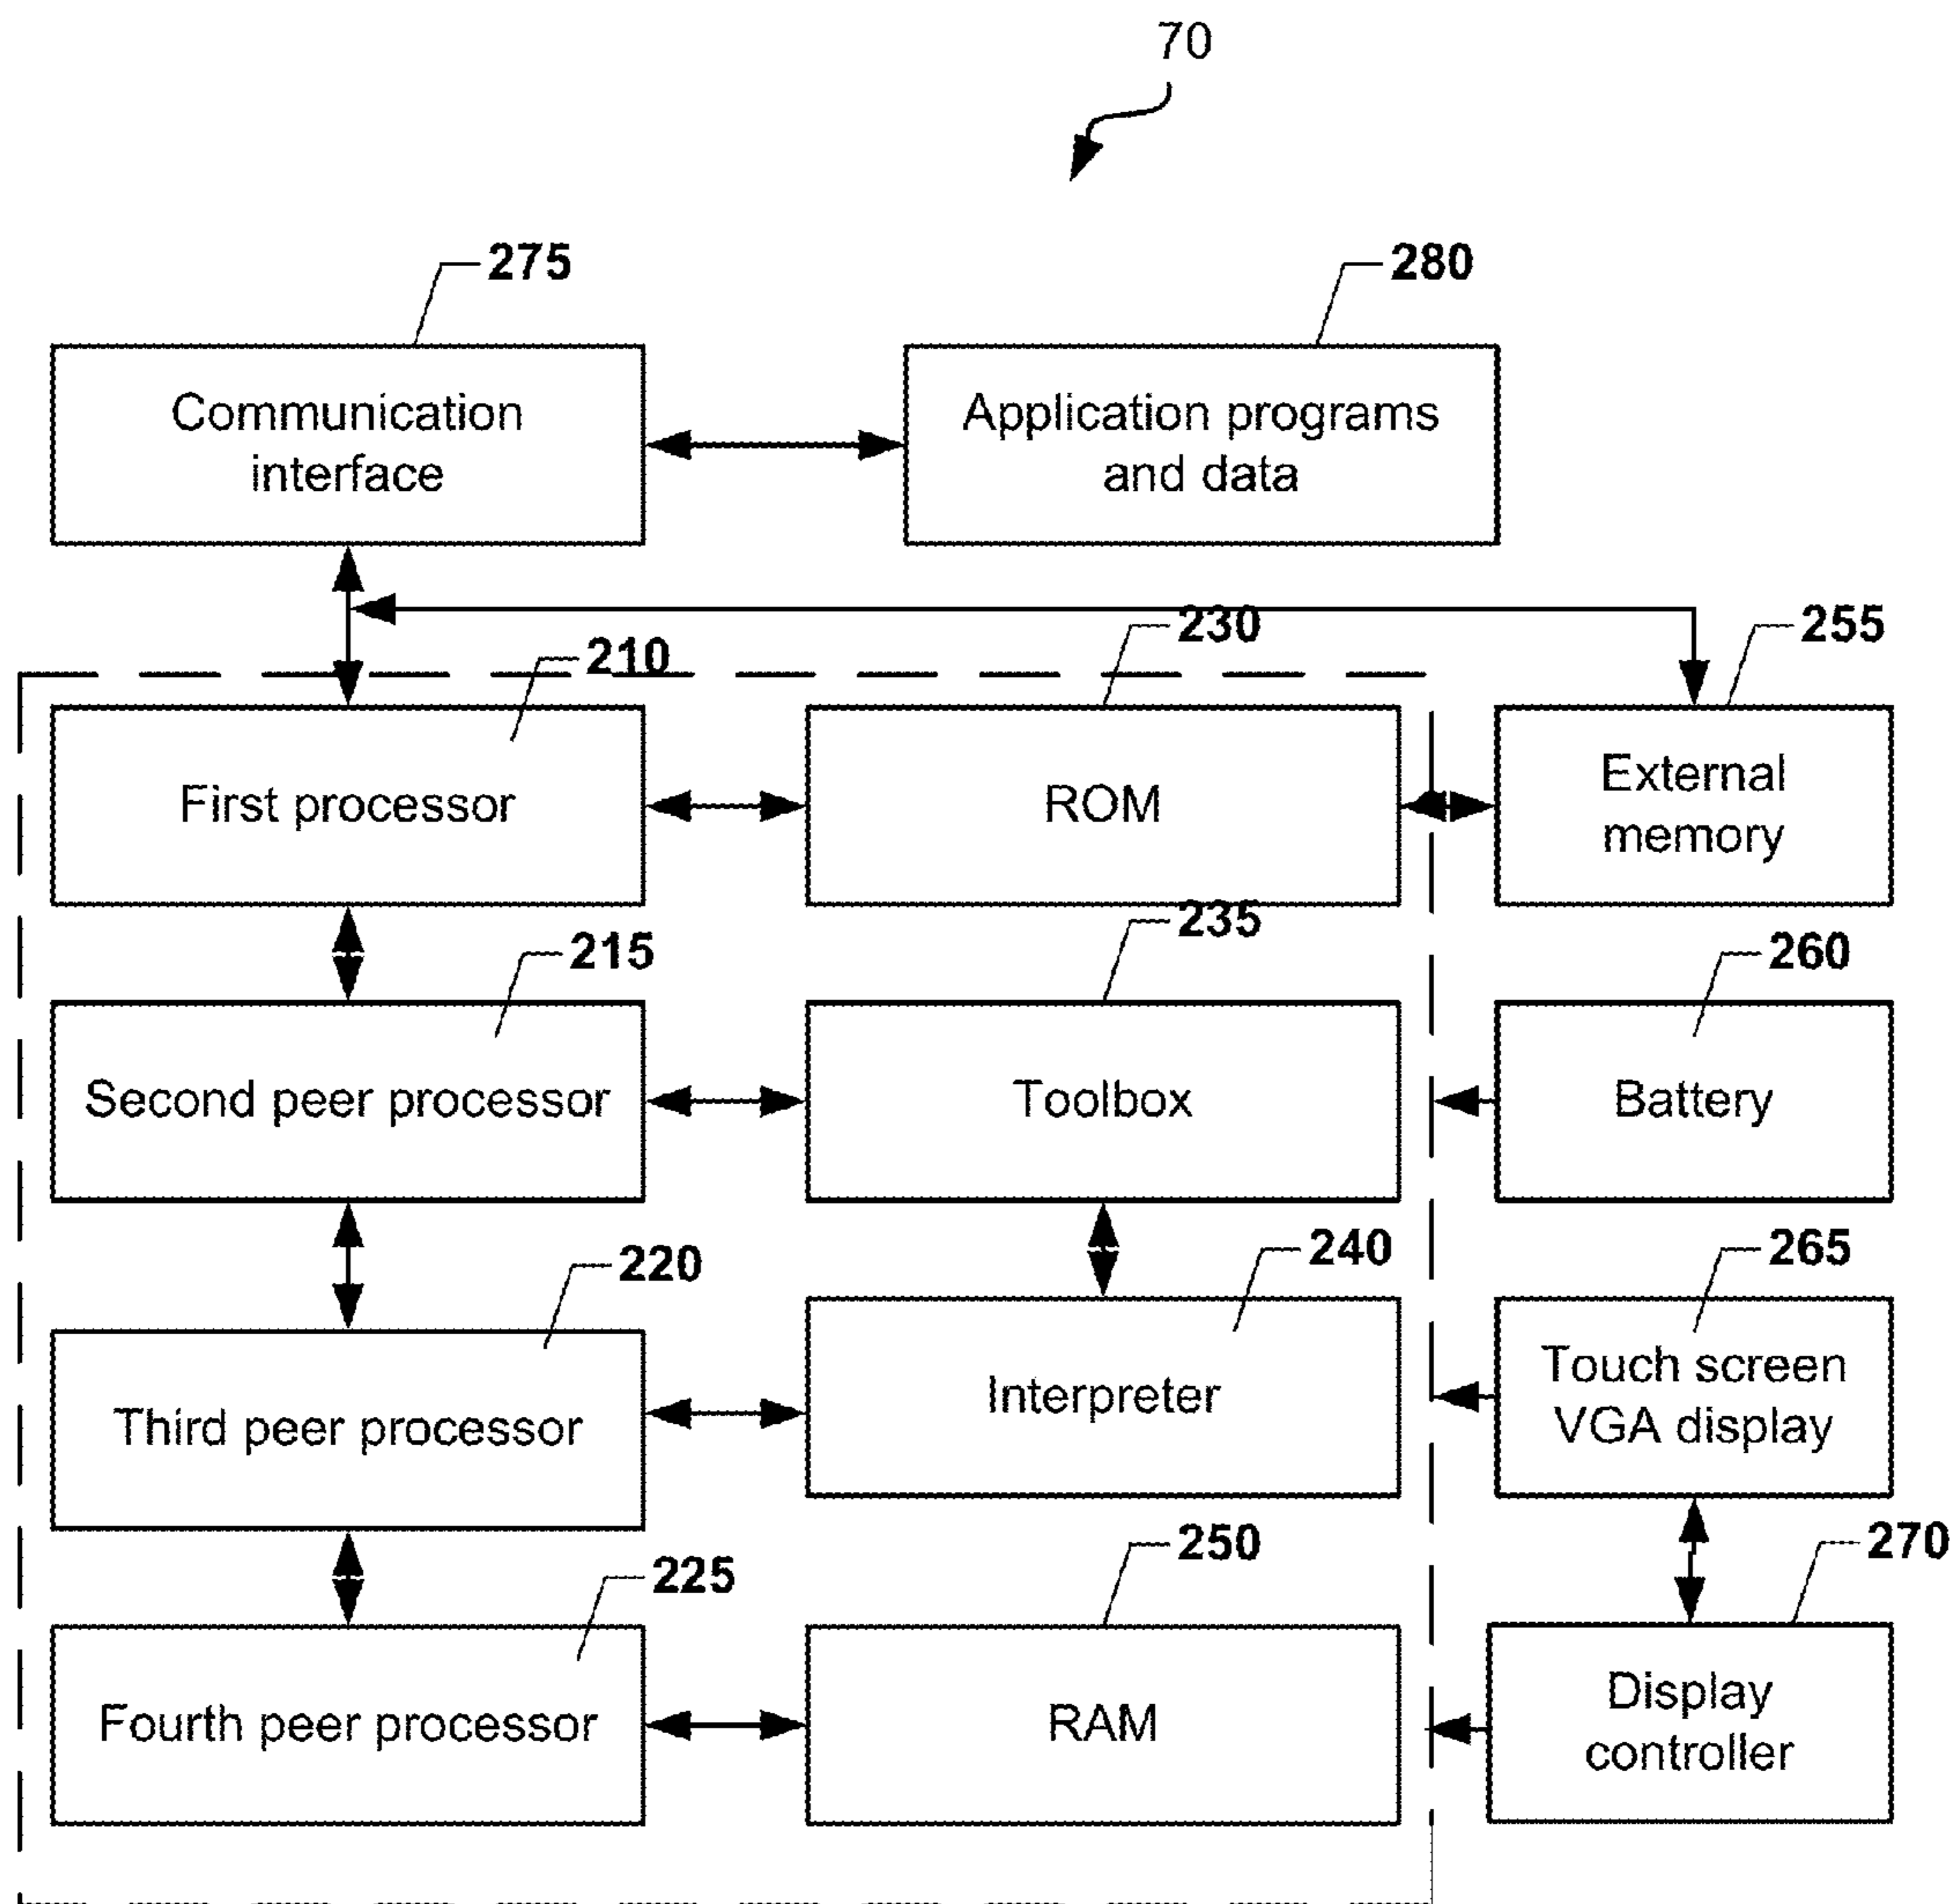 70
275
280
Communication
interface
Application programs
and data
230
255
210
First processor
ROM
External
memory
235
215
260
Second peer processor
Toolbox
Battery
220
240
265
Third peer processor
Interpreter
Touch screen
VGA display
250
270
225
Fourth peer processor
RAM
Display
controller